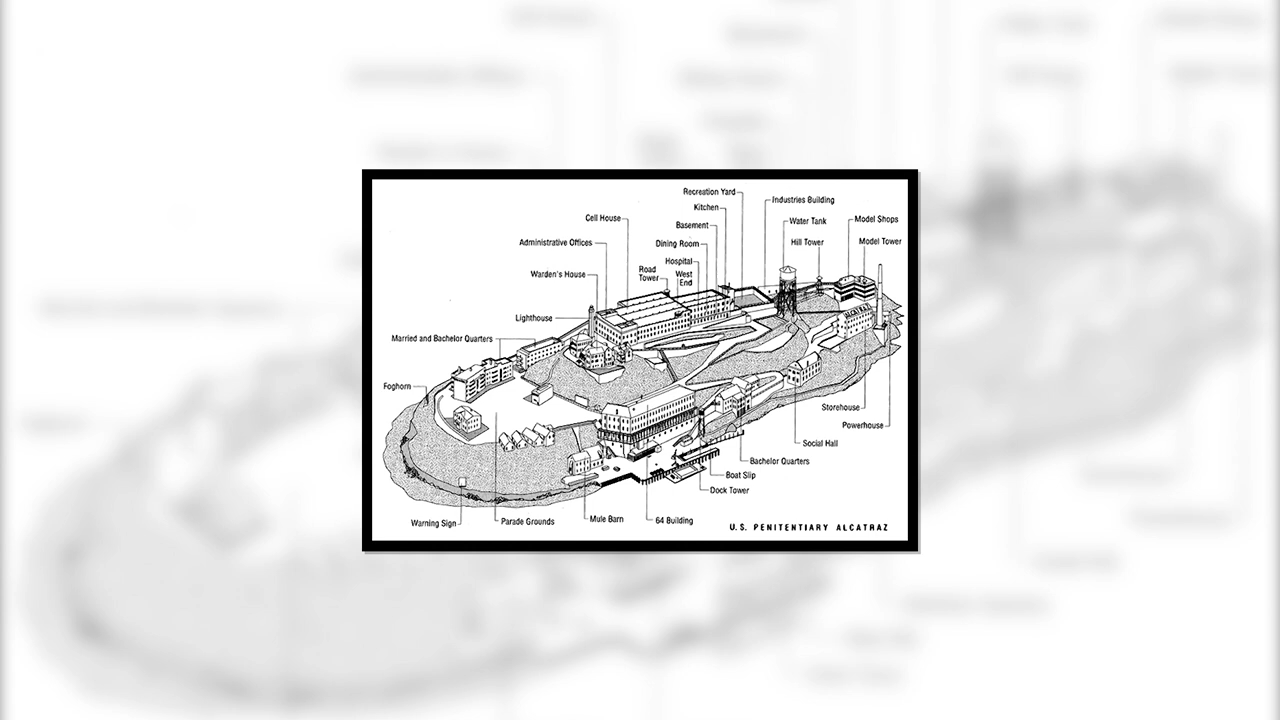 Recreation Yard
Industries Building
Kitchen
Cell House
Basement
Water Tank
Model Shops
Administrative Offices
Dining Room
Hill Tower
Model Tower
Hospital
Road
Tower
West
End
Warden's House
Lighthouse
Married and Bachelor Quarters
Foghorn
Storehouse
Powerhouse
Social Hall
Bachelor Quarters
Boat Slip
Dock Tower
Warning Sign
Parade Grounds
Mule Barn
64 Building
U.S. PENITENTIARY ALCATRAZ